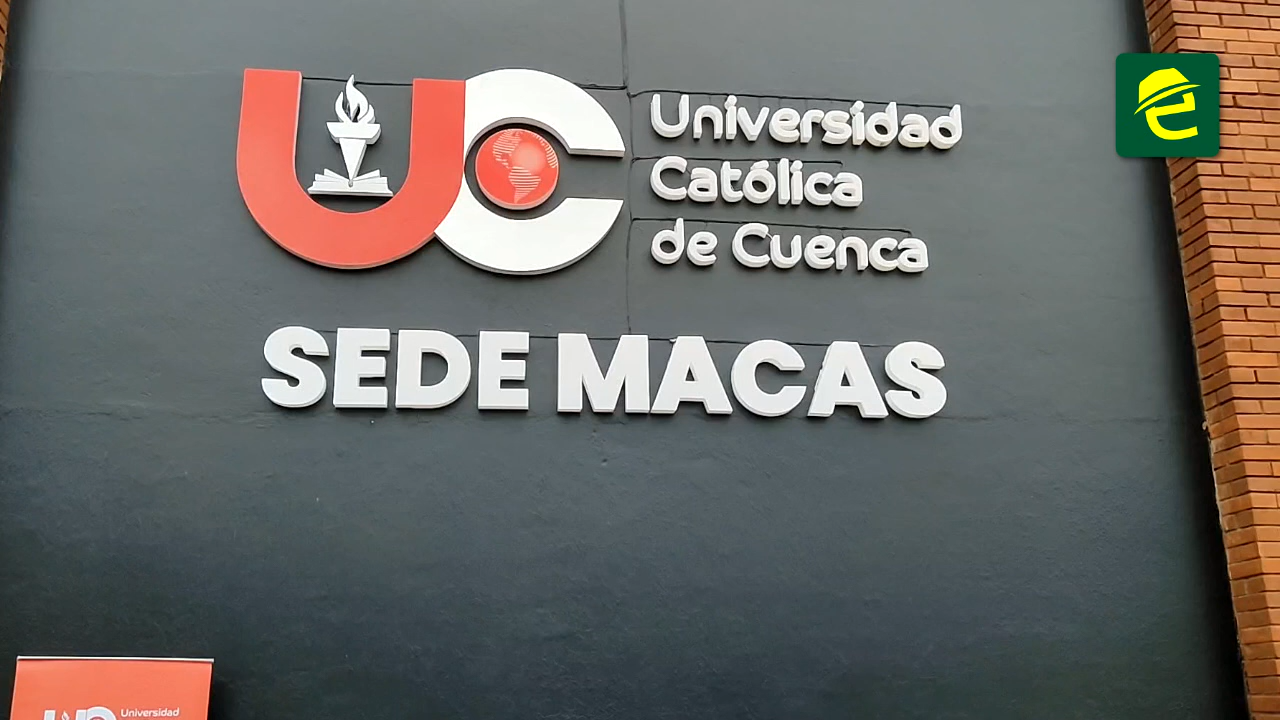 UC
Universidad
Católica
de Cuenca
SEDE MACAS
Universidad